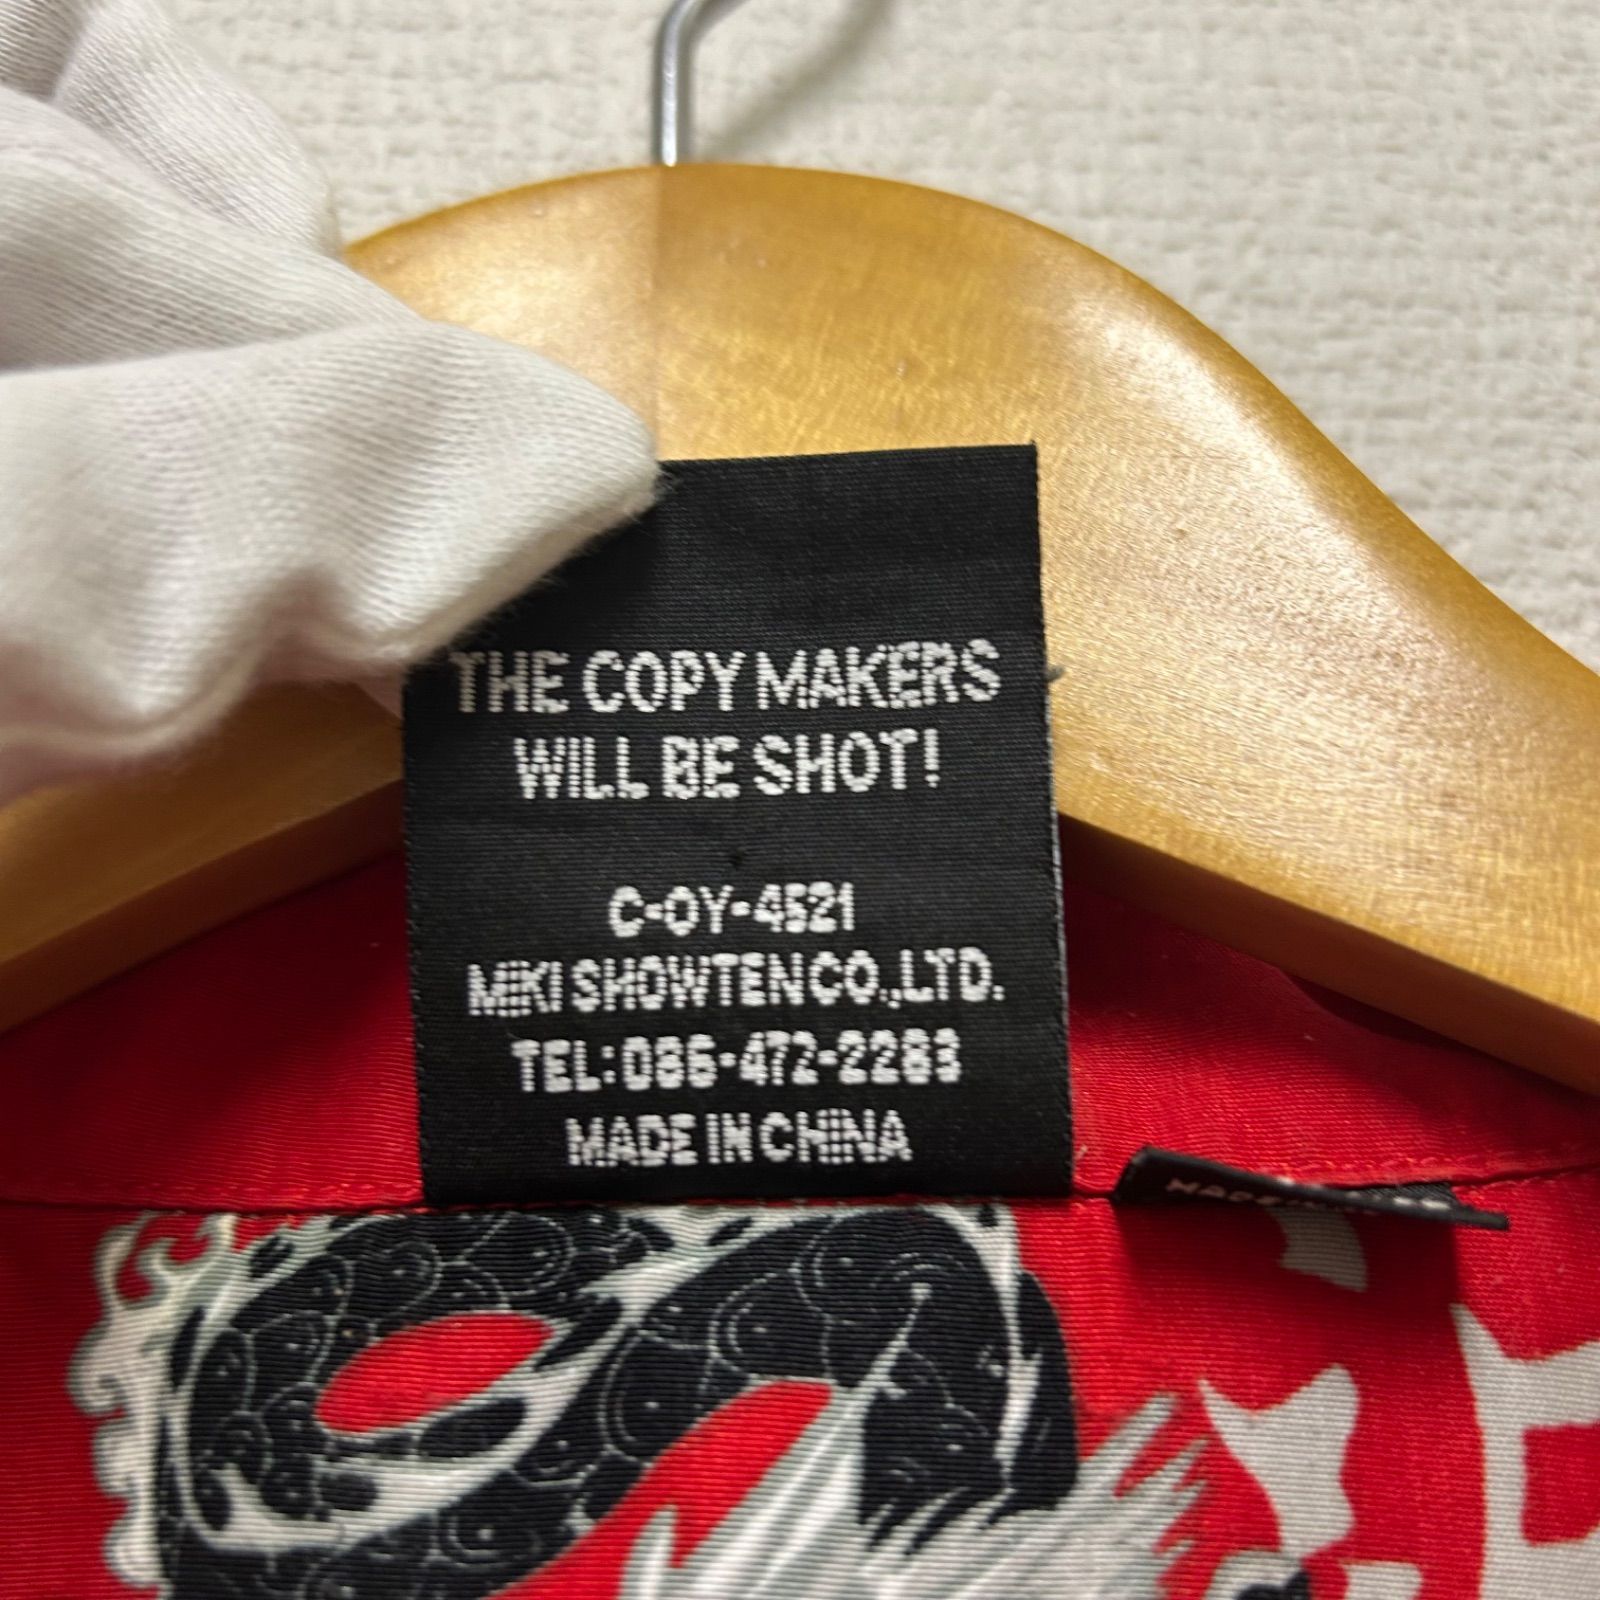 THE COPY MAKERS
WILL BE SHOT!
C-OY-4521
MIKI SHOWTEN CO.,LTD.
TEL:086-472-2283
MADE IN CHINA